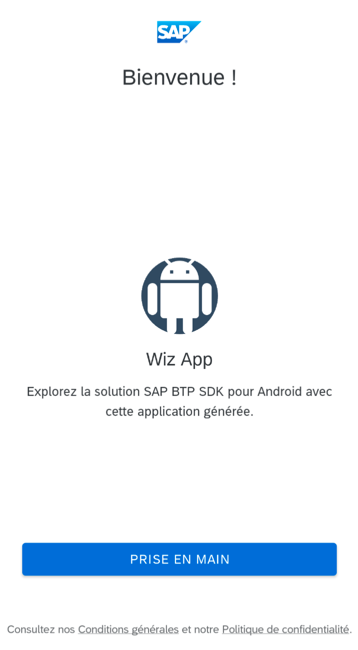 SAP
Bienvenue !
Wiz App
Explorez la solution SAP BTP SDK pour Android avec
cette application générée.
PRISE EN MAIN
Consultez nos Conditions générales et notre Politique de confidentialité.